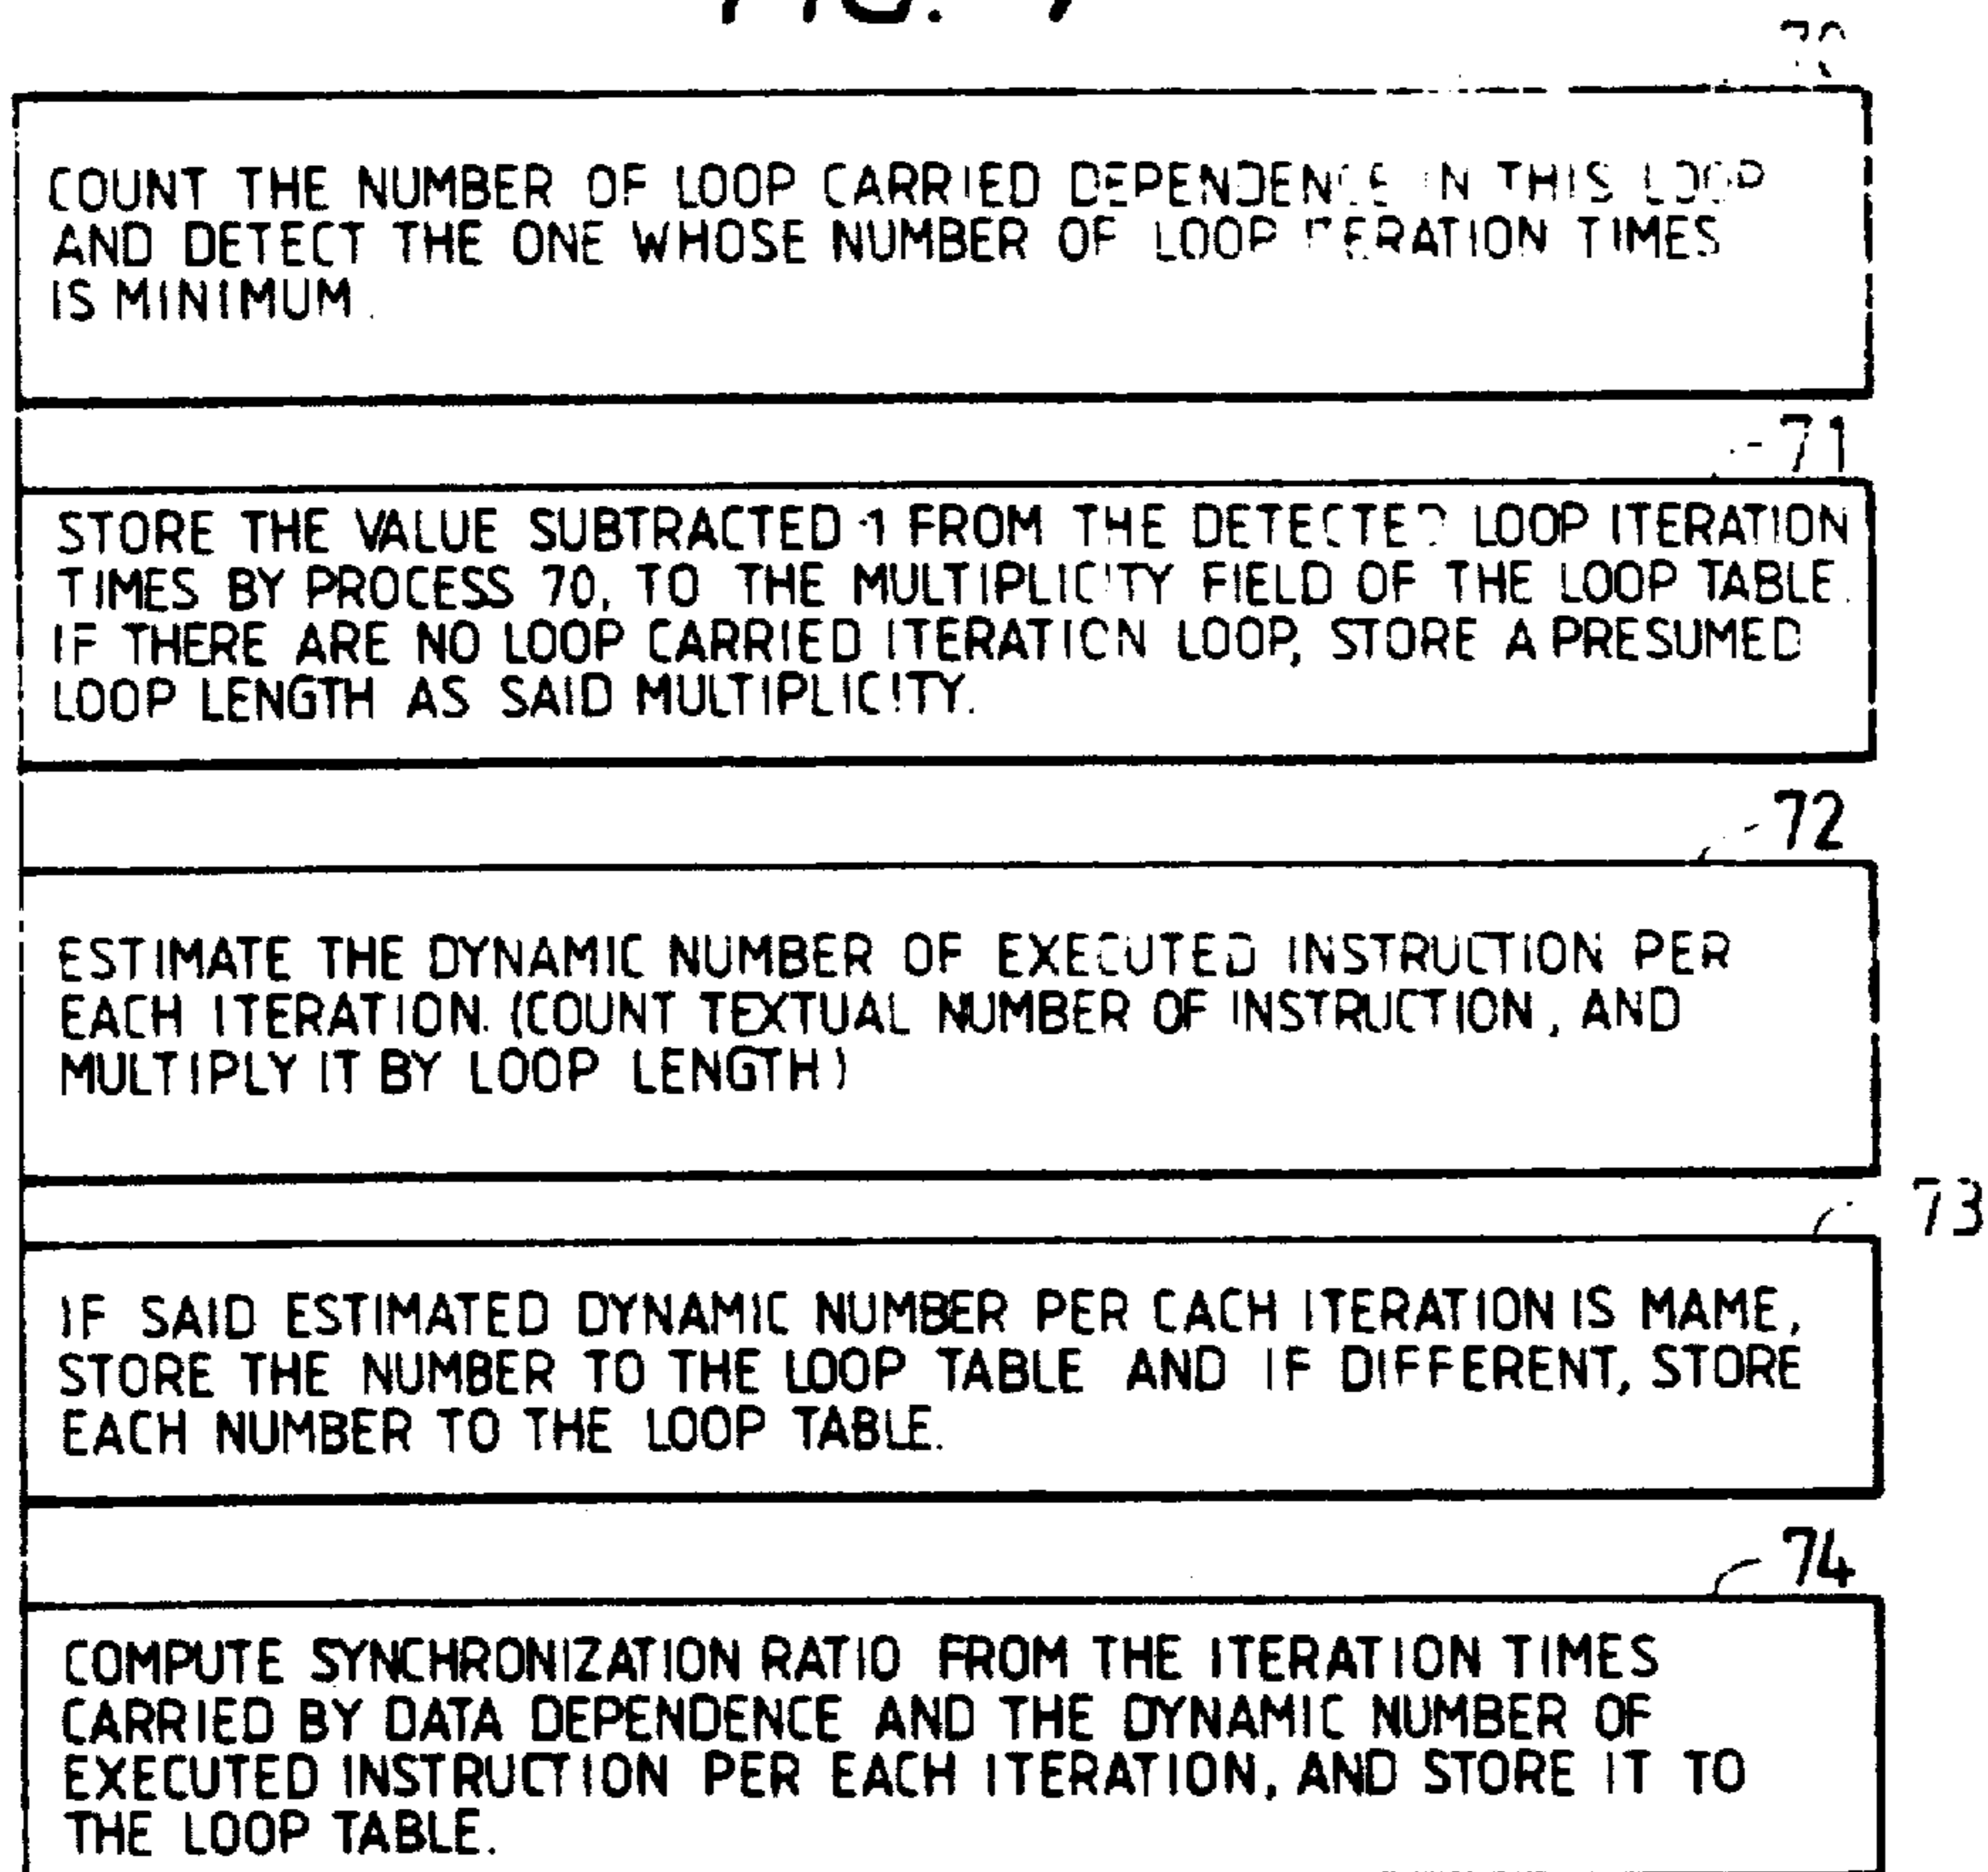 FIG. 7
70
COUNT THE NUMBER OF LOOP CARRIED DEPENDENCE IN THIS LOOP
AND DETECT THE ONE WHOSE NUMBER OF LOOP ITERATION TIMES
IS MINIMUM.
71
STORE THE VALUE SUBTRACTED 1 FROM THE DETECTED LOOP ITERATION
TIMES BY PROCESS 70, TO THE MULTIPLICITY FIELD OF THE LOOP TABLE.
IF THERE ARE NO LOOP CARRIED ITERATION LOOP, STORE A PRESUMED
LOOP LENGTH AS SAID MULTIPLICITY.
72
ESTIMATE THE DYNAMIC NUMBER OF EXECUTED INSTRUCTION PER
EACH ITERATION. (COUNT TEXTUAL NUMBER OF INSTRUCTION, AND
MULTIPLY IT BY LOOP LENGTH)
73
IF SAID ESTIMATED DYNAMIC NUMBER PER CACH ITERATION IS MAME,
STORE THE NUMBER TO THE LOOP TABLE AND IF DIFFERENT, STORE
EACH NUMBER TO THE LOOP TABLE.
74
COMPUTE SYNCHRONIZATION RATIO FROM THE ITERATION TIMES
CARRIED BY DATA DEPENDENCE AND THE DYNAMIC NUMBER OF
EXECUTED INSTRUCTION PER EACH ITERATION, AND STORE IT TO
THE LOOP TABLE.